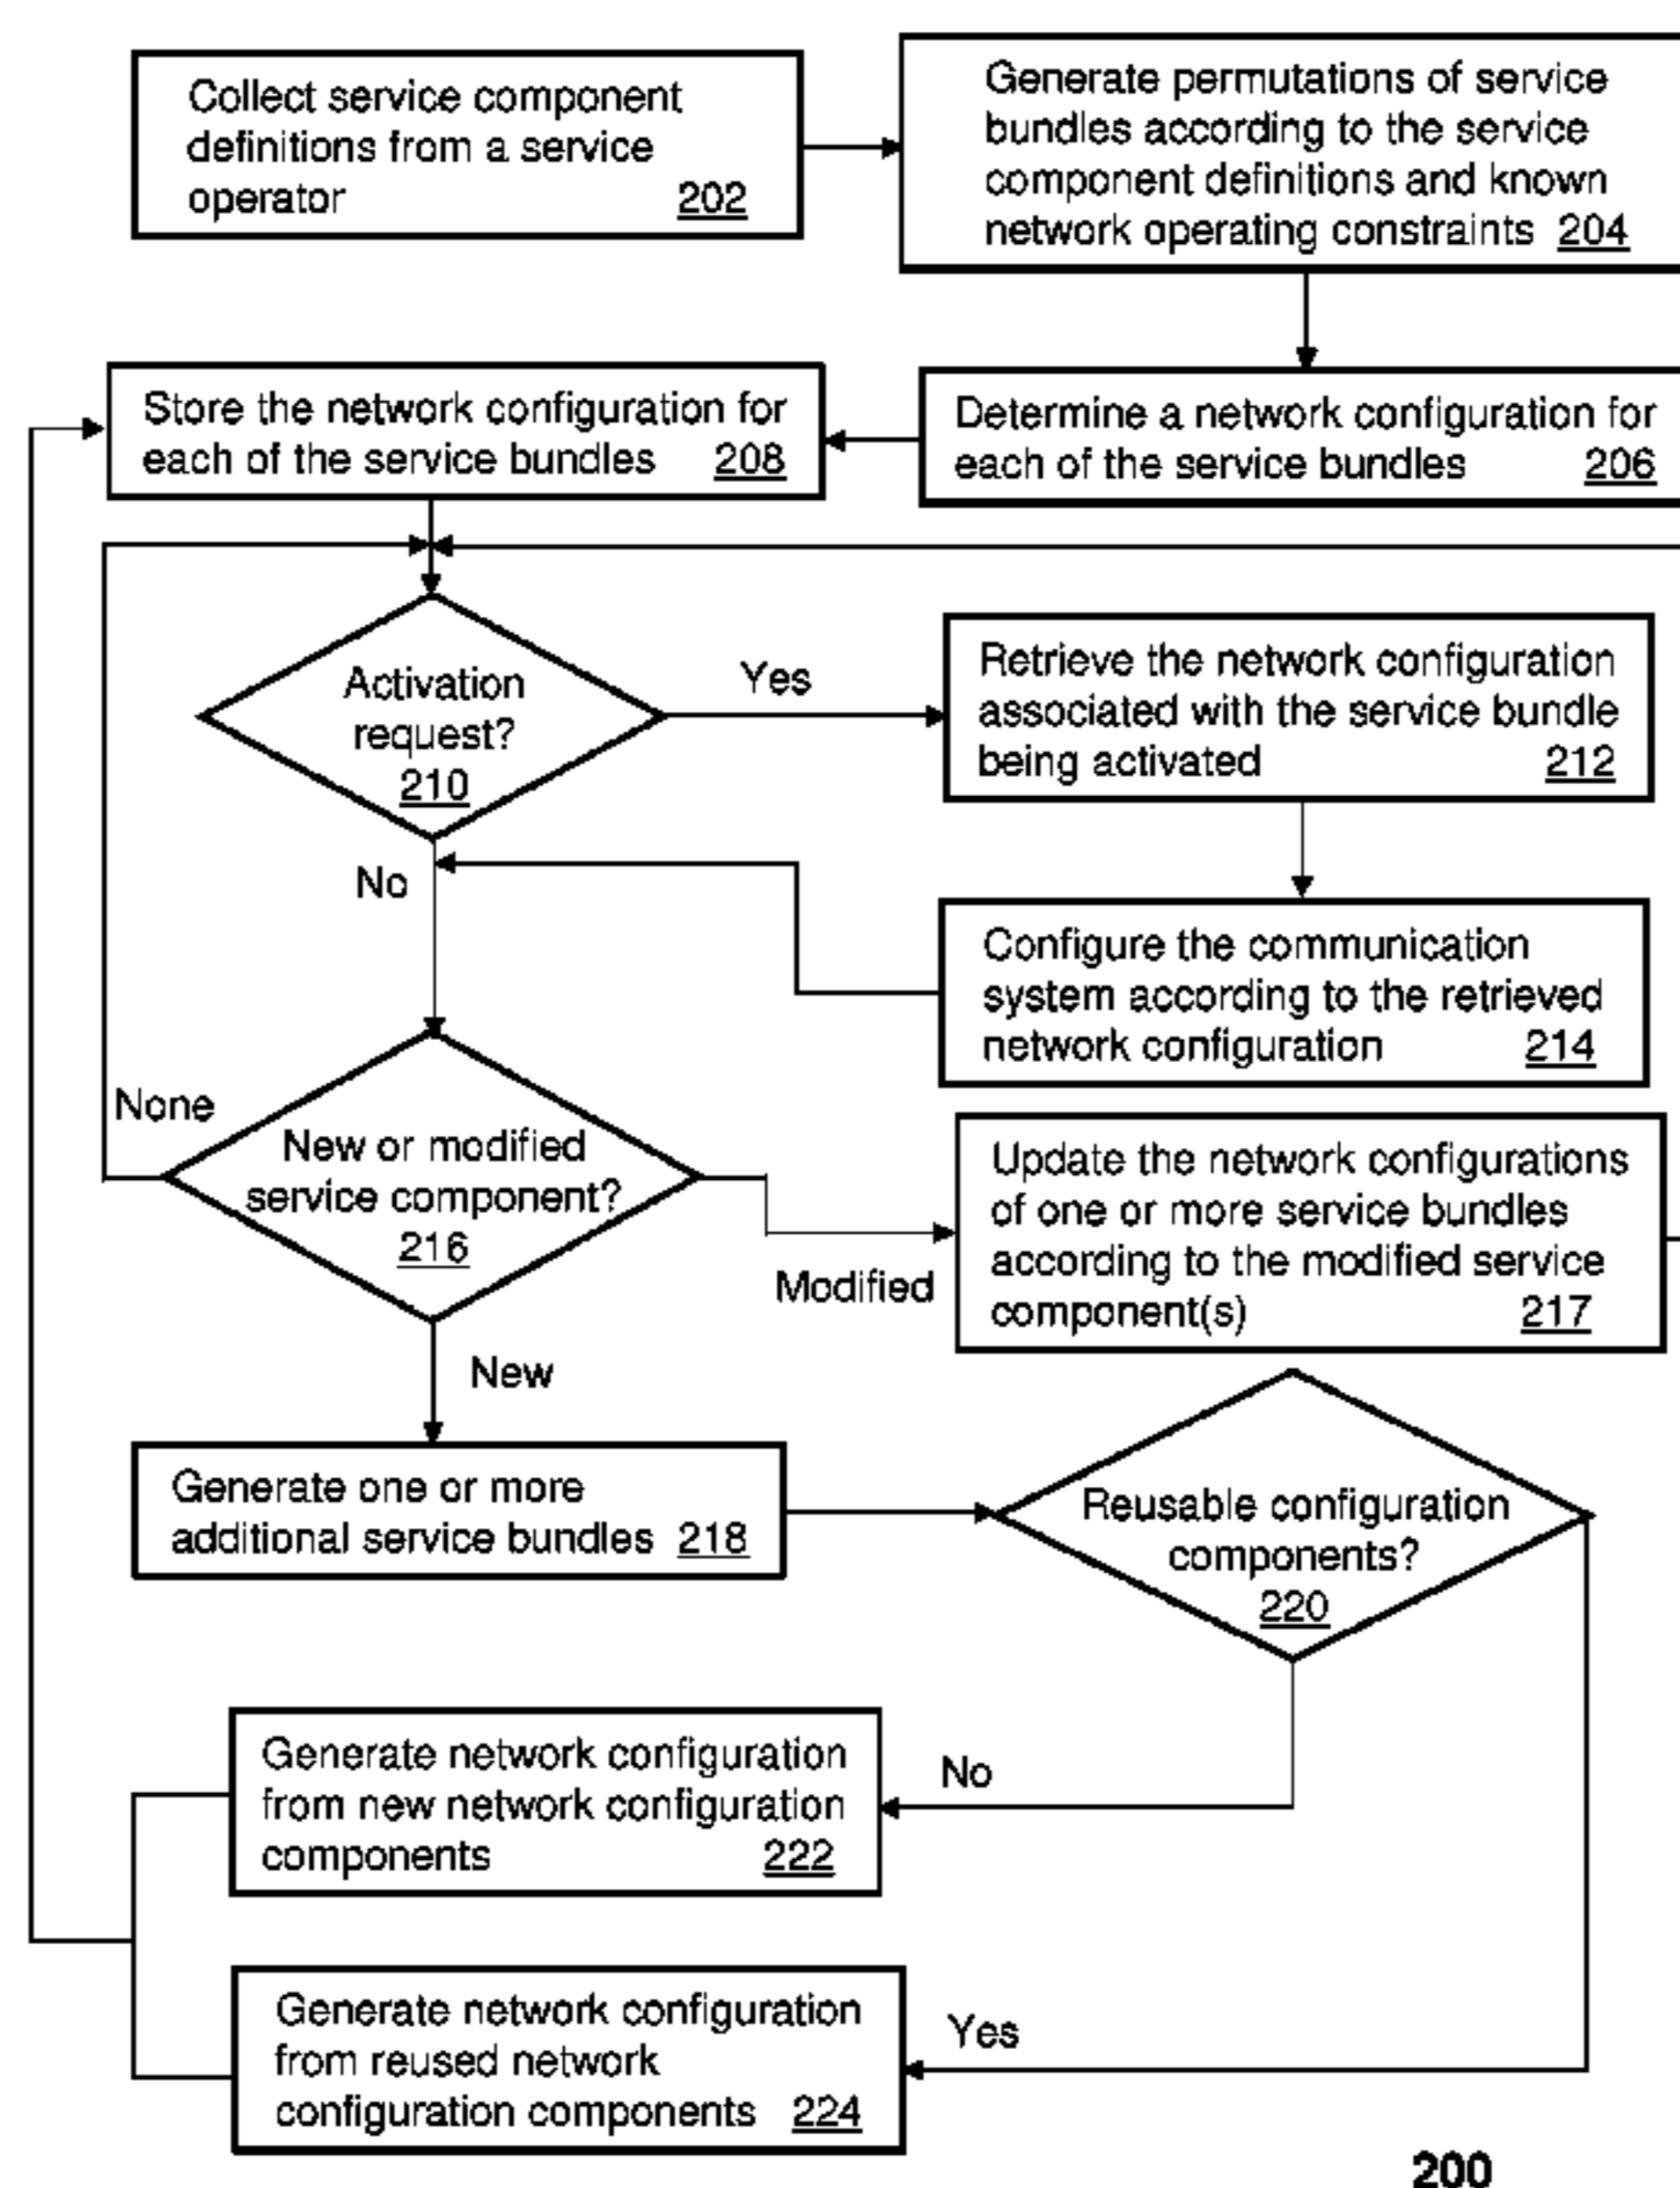 Collect service component
definitions from a service
operator 202
Generate permutations of service
bundles according to the service
component definitions and known
network operating constraints 204
Store the network configuration for
each of the service bundles 208
Determine a network configuration for
each of the service bundles 206
Activation
request?
210
Yes
Retrieve the network configuration
associated with the service bundle
being activated 212
No
Configure the communication
system according to the retrieved
network configuration 214
None
New or modified
service component?
216
Modified
Update the network configurations
of one or more service bundles
according to the modified service
component(s) 217
New
Generate one or more
additional service bundles 218
Reusable configuration
components?
220
No
Generate network configuration
from new network configuration
components 222
Yes
Generate network configuration
from reused network
configuration components 224
200